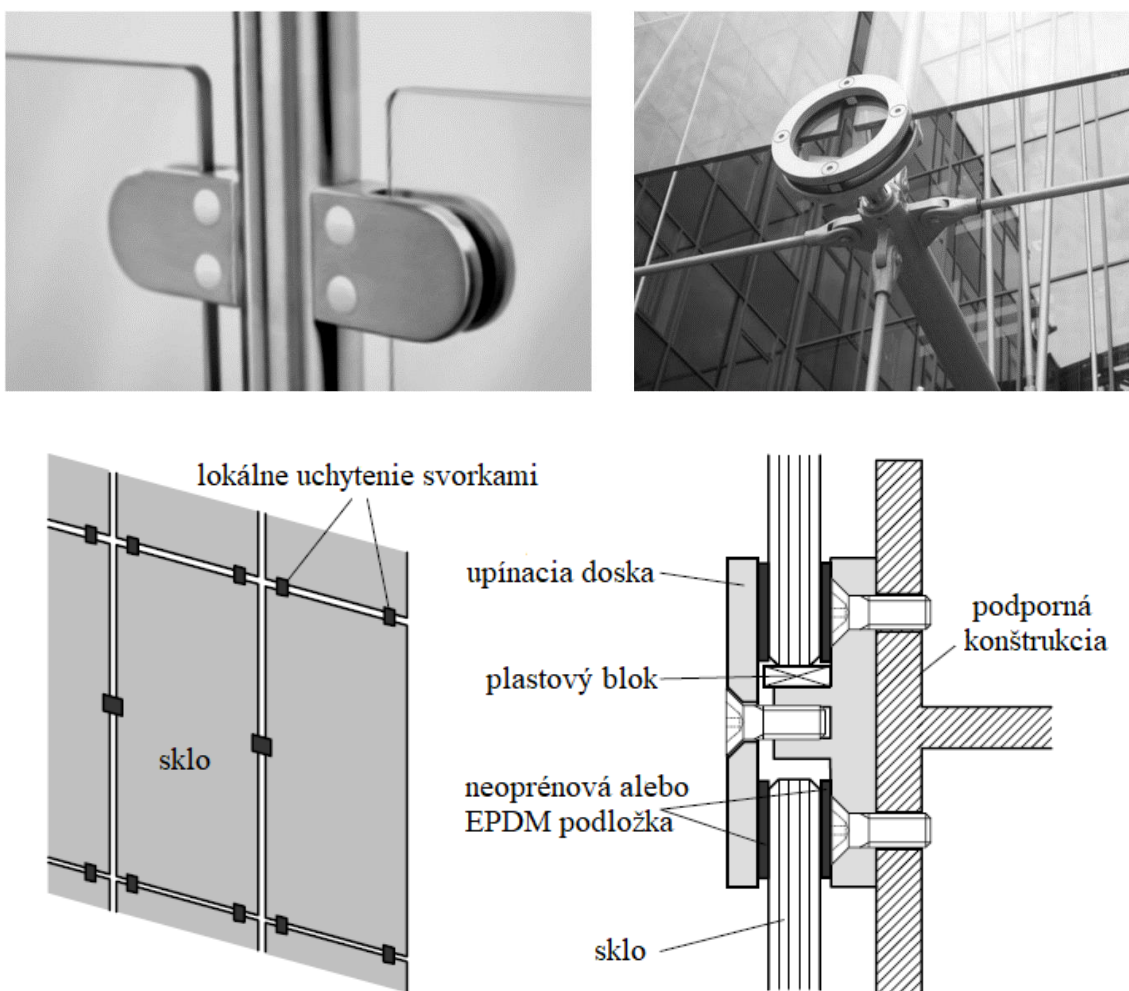 lokálne uchytenie svorkami
sklo
upínacia doska
plastový blok
neoprénová alebo
EPDM podložka
sklo
podporná
konštrukcia